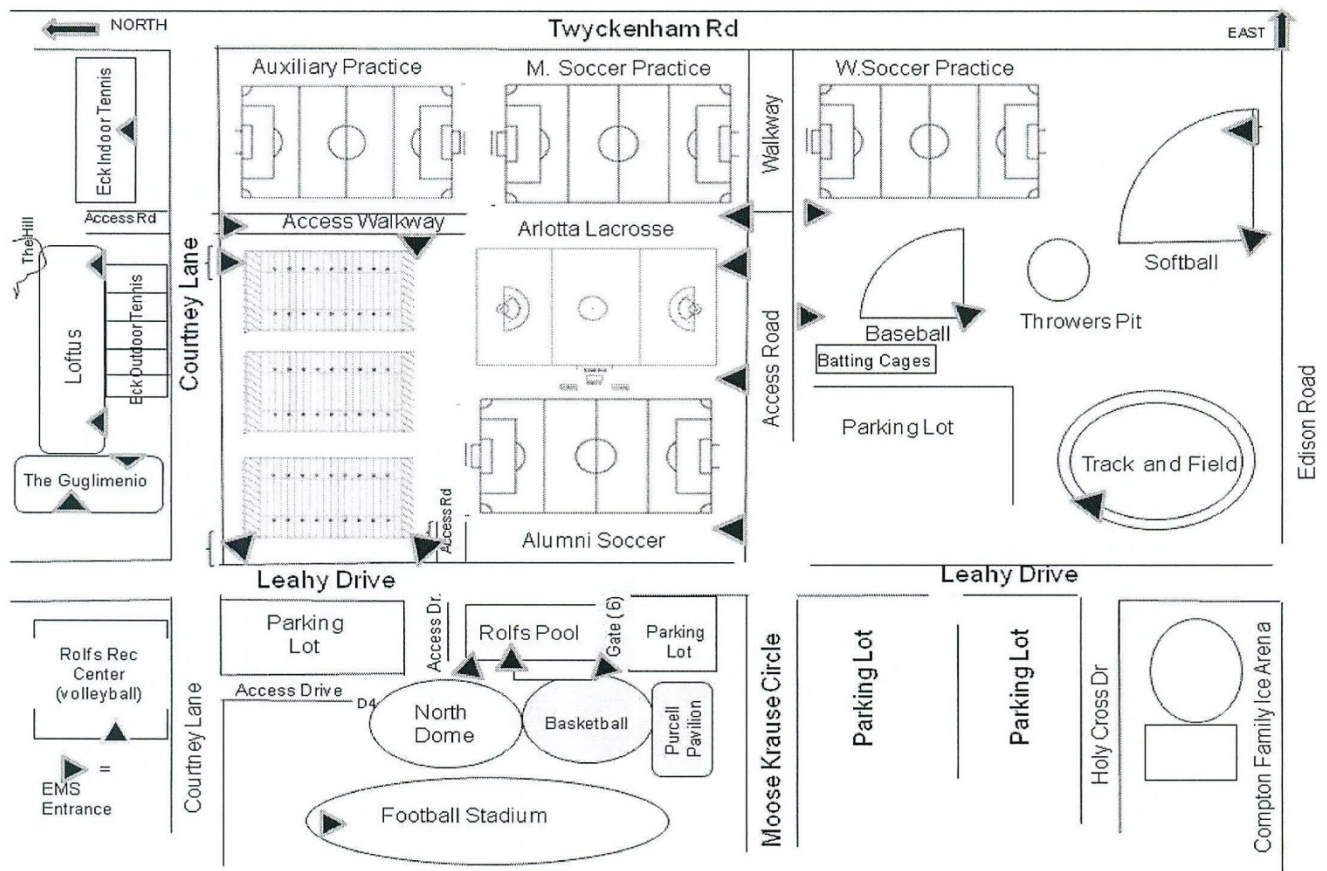 NORTH
Twyckenham Rd
EAST
Auxiliary Practice
M. Soccer Practice
W.Soccer Practice
Eck Indoor Tennis
Walkway
Access Rd
Access Walkway
Arlotta Lacrosse
The Hill
Softball
Loftus
Eck Outdoor Tennis
Courtney Lane
Access Road
Baseball
Throwers Pit
Batting Cages
Parking Lot
Edison Road
The Guglimenio
Track and Field
Access Rd
Alumni Soccer
Leahy Drive
Leahy Drive
Rolfs Rec
Center
(volleyball)
Parking
Lot
Access Dr.
Rolfs Pool
Gate ( 6)
Parking
Lot
Access Drive
D4
North
Dome
Basketball
Purcell
Pavilion
Moose Krause Circle
Parking Lot
Parking Lot
Holy Cross Dr
Compton Family Ice Arena
=
EMS
Entrance
Courtney Lane
Football Stadium